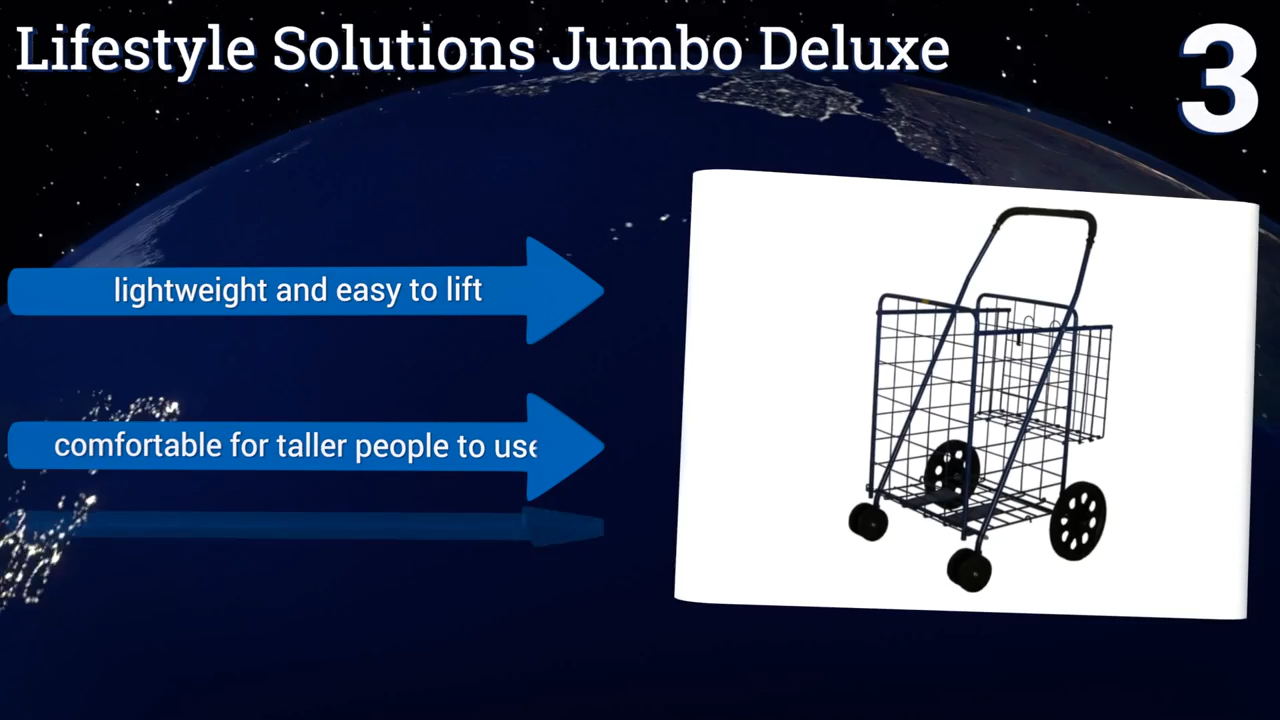 Lifestyle Solutions Jumbo Deluxe
3
lightweight and easy to lift
comfortable for taller people to use